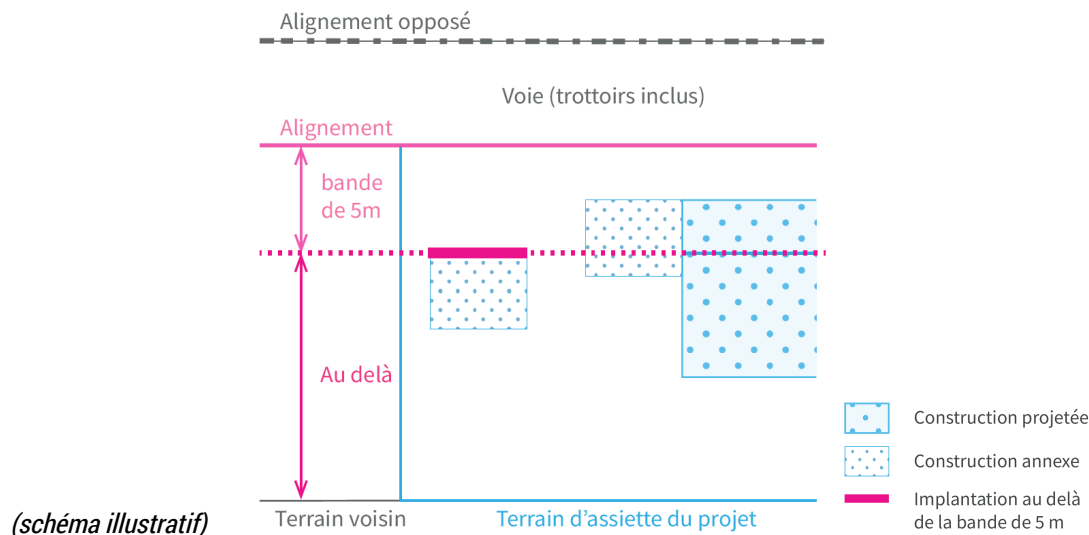 Alignement opposé
Voie (trottoirs inclus)
Alignement
bande
de 5m
Au delà
Construction projetée
Construction annexe
Implantation au delà
de la bande de 5 m
(schéma illustratif)
Terrain voisin
Terrain d’assiette du projet